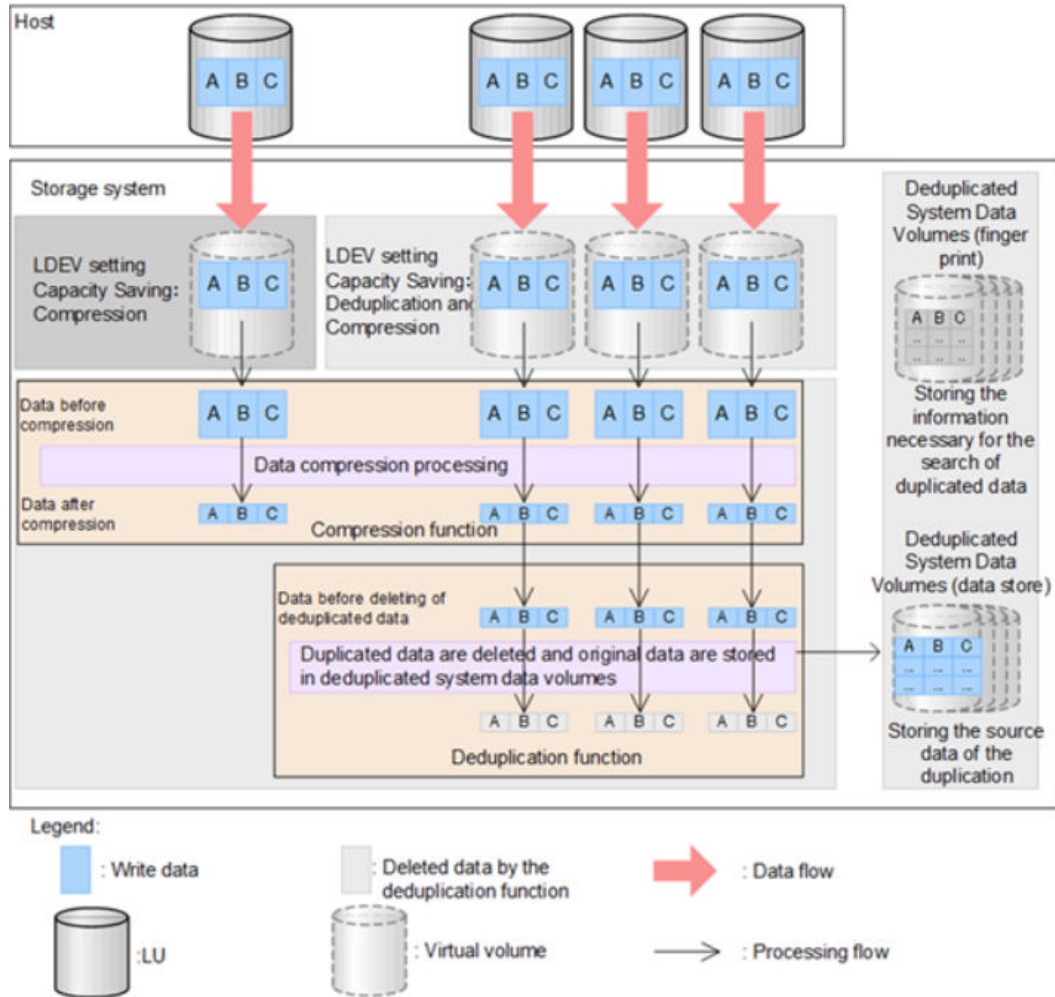 Host
A B C
A B C
A B C
A B C
Storage system
LDEV setting
Capacity Saving:
Compression
A B C
LDEV setting
Capacity Saving:
Deduplication and
Compression
A B C
A B C
A B C
Deduplicated
System Data
Volumes (finger
print)
A B C
.. .. ..
.. .. ..
Storing the
information
necessary for the
search of
duplicated data
Data before
compression
A B C
A B C
A B C
A B C
Data compression processing
Data after
compression
A B C
A B C
A B C
A B C
Compression function
Deduplicated
System Data
Volumes (data store)
A B C
... ... ...
... ... ...
Storing the source
data of the
duplication
Data before deleting of
deduplicated data
A B C
A B C
A B C
Duplicated data are deleted and original data are stored
in deduplicated system data volumes
A B C
A B C
A B C
Deduplication function
Legend:
: Write data
: Deleted data by the
deduplication function
: Data flow
:LU
: Virtual volume
: Processing flow